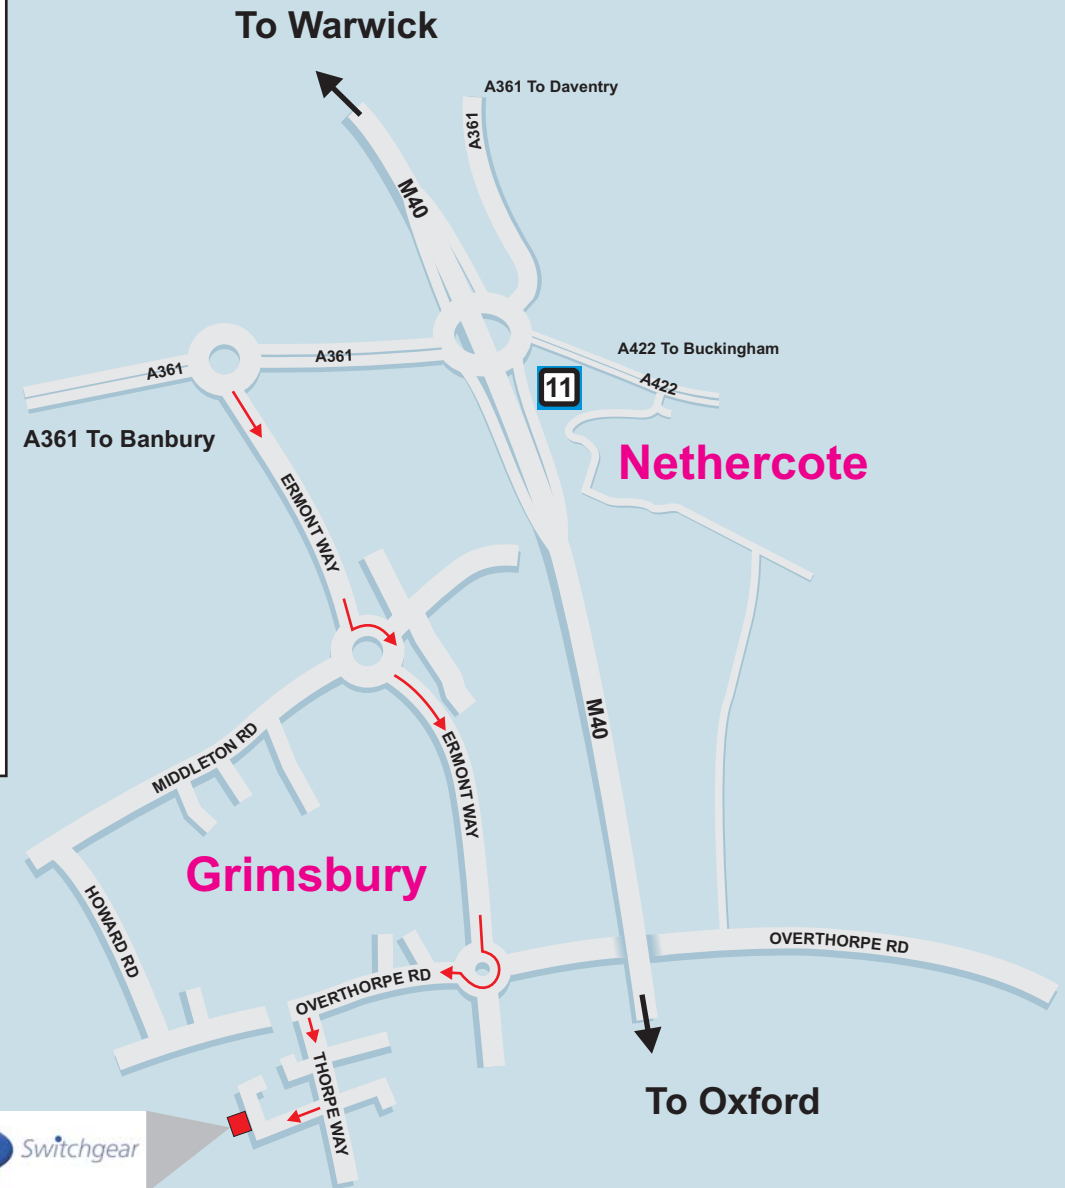 To Warwick
A361 To Daventry
A361
M40
A361
A361
A422 To Buckingham
A422
11
A361 To Banbury
Nethercote
ERMONT WAY
M40
MIDDLETON RD
ERMONT WAY
Grimsbury
HOWARD RD
OVERTHORPE RD
OVERTHORPE RD
THORPE WAY
To Oxford
Switchgear